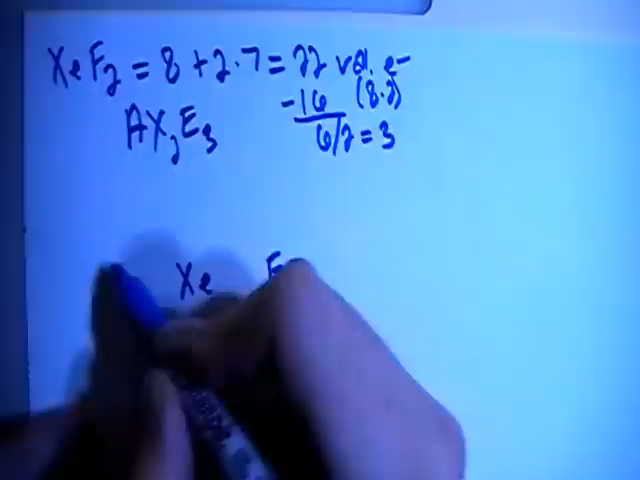 XeF₂ = 8 + 2·7 = 22 val. e-
-16 (8·2)
AX₂E₃
6/2 = 3
Xe F